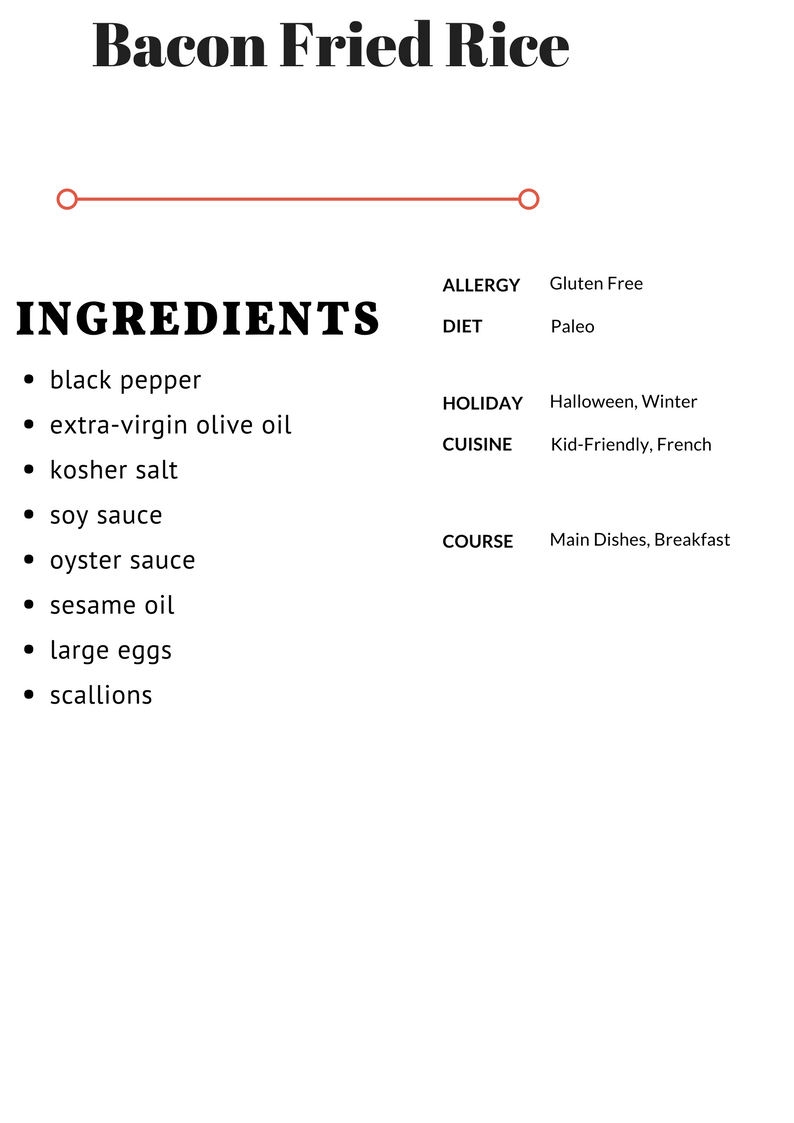 Bacon Fried Rice
INGREDIENTS
• black pepper
• extra-virgin olive oil
• kosher salt
• soy sauce
• oyster sauce
• sesame oil
• large eggs
• scallions
ALLERGY Gluten Free
DIET Paleo
HOLIDAY Halloween, Winter
CUISINE Kid-Friendly, French
COURSE Main Dishes, Breakfast